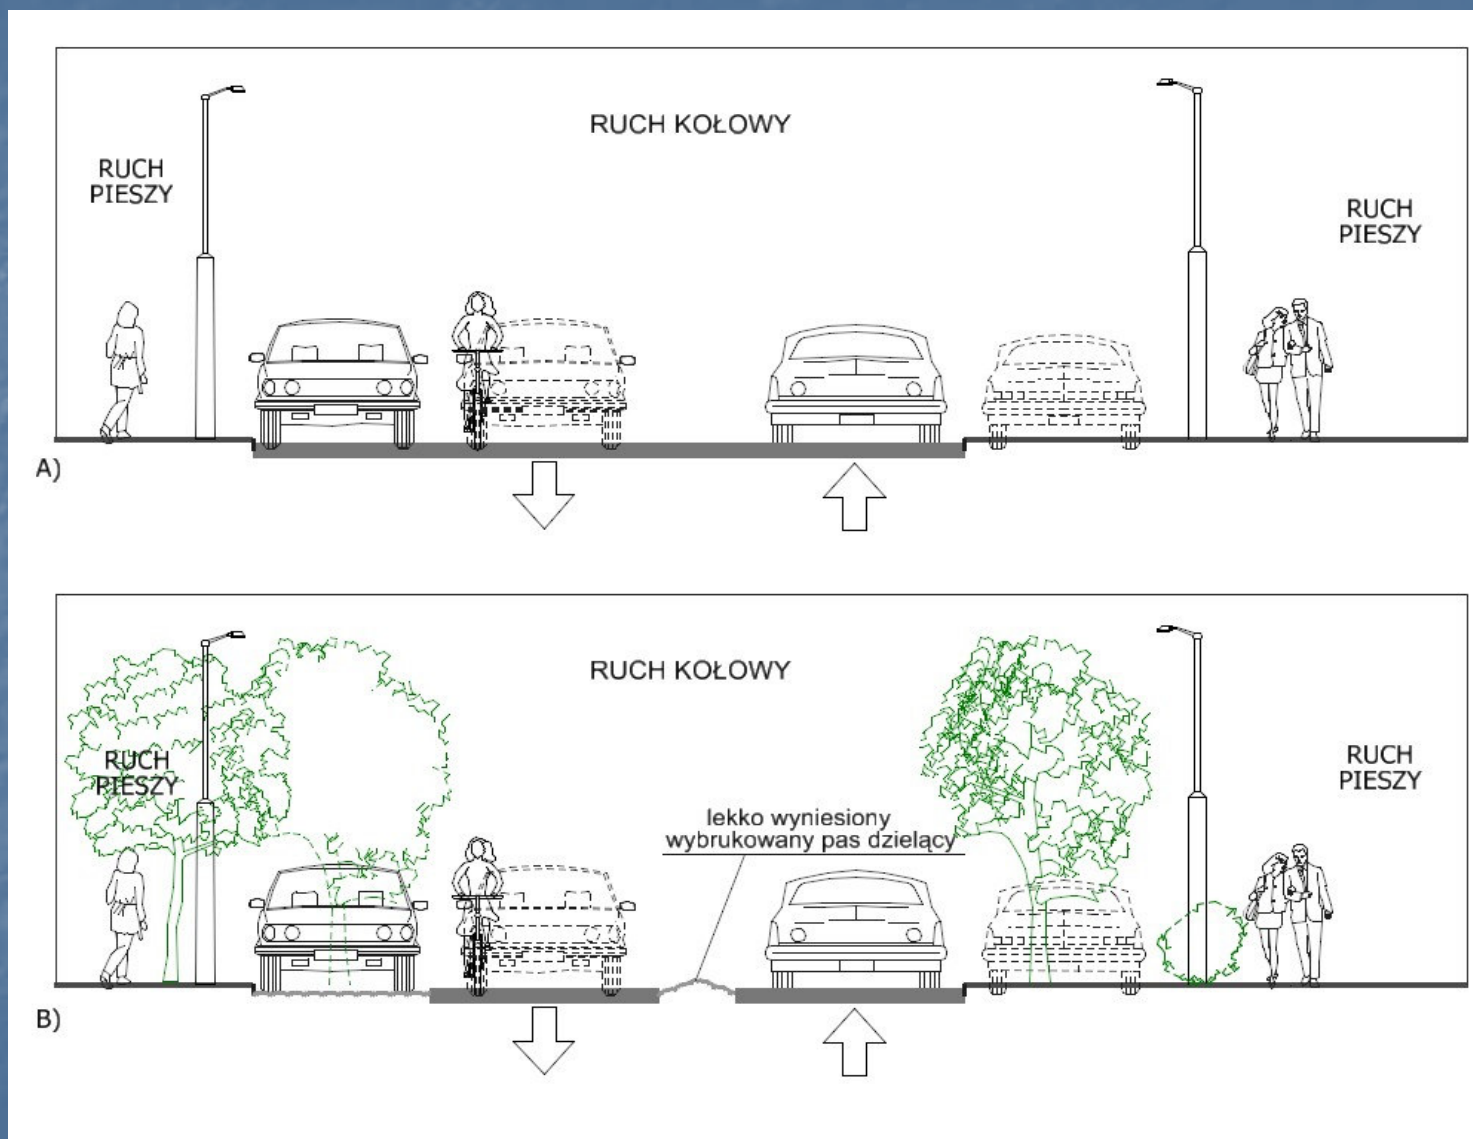 RUCH KOŁOWY
RUCH
PIESZY
RUCH
PIESZY
A)
RUCH KOŁOWY
RUCH
PIESZY
RUCH
PIESZY
lekko wyniesiony
wybrukowany pas dzielący
B)